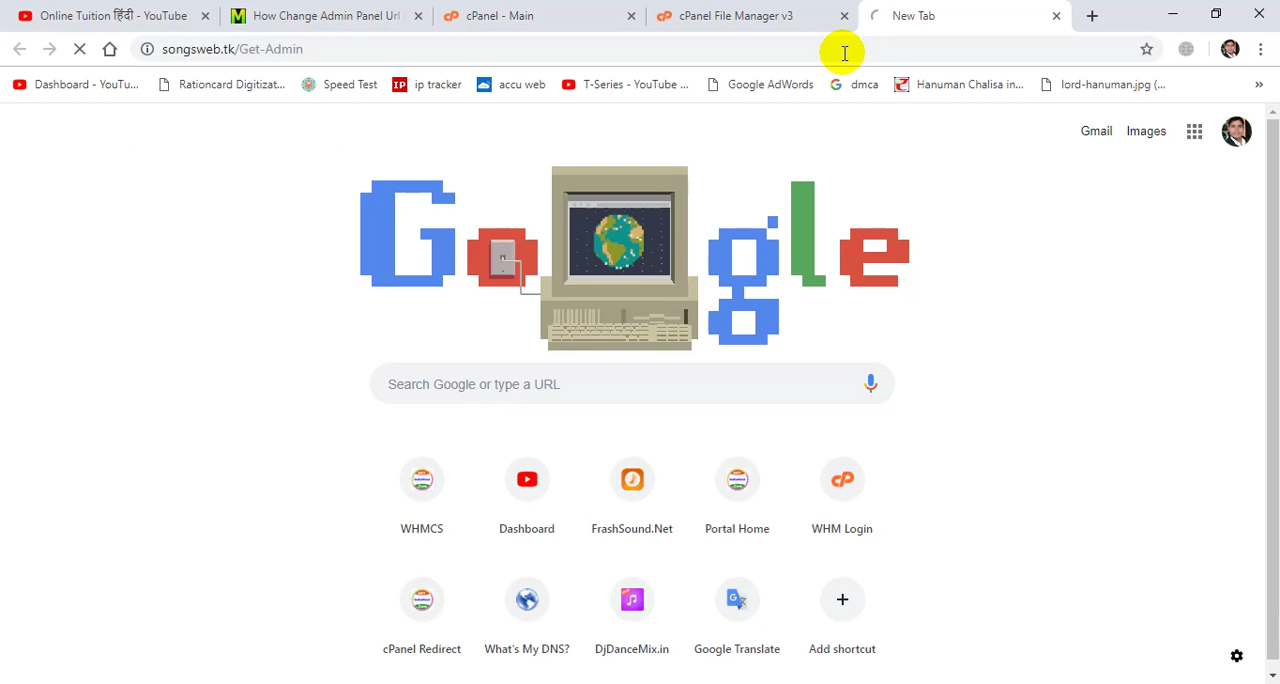 Online Tuition हिंदी - YouTube
How Change Admin Panel Url
cPanel - Main
cPanel File Manager v3
New Tab
songsweb.tk/Get-Admin
Dashboard - YouTu...
Rationcard Digitizat...
Speed Test
IP ip tracker
accu web
T-Series - YouTube ...
Google AdWords
dmca
Hanuman Chalisa in...
lord-hanuman.jpg (...
»
Gmail
Images
Google
Search Google or type a URL
WHMCS
Dashboard
FrashSound.Net
Portal Home
WHM Login
cPanel Redirect
What's My DNS?
DjDanceMix.in
Google Translate
Add shortcut